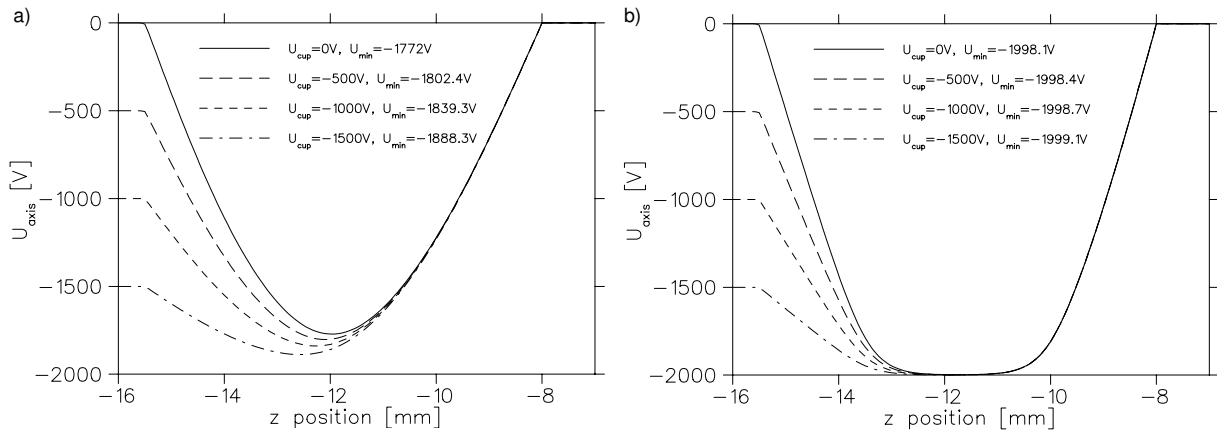 a)
U_axis [V]
0
−500
−1000
−1500
−2000
U_cup=0V, U_min=−1772V
U_cup=−500V, U_min=−1802.4V
U_cup=−1000V, U_min=−1839.3V
U_cup=−1500V, U_min=−1888.3V
−16 −14 −12 −10 −8
z position [mm]
b)
U_axis [V]
0
−500
−1000
−1500
−2000
U_cup=0V, U_min=−1998.1V
U_cup=−500V, U_min=−1998.4V
U_cup=−1000V, U_min=−1998.7V
U_cup=−1500V, U_min=−1999.1V
−16 −14 −12 −10 −8
z position [mm]